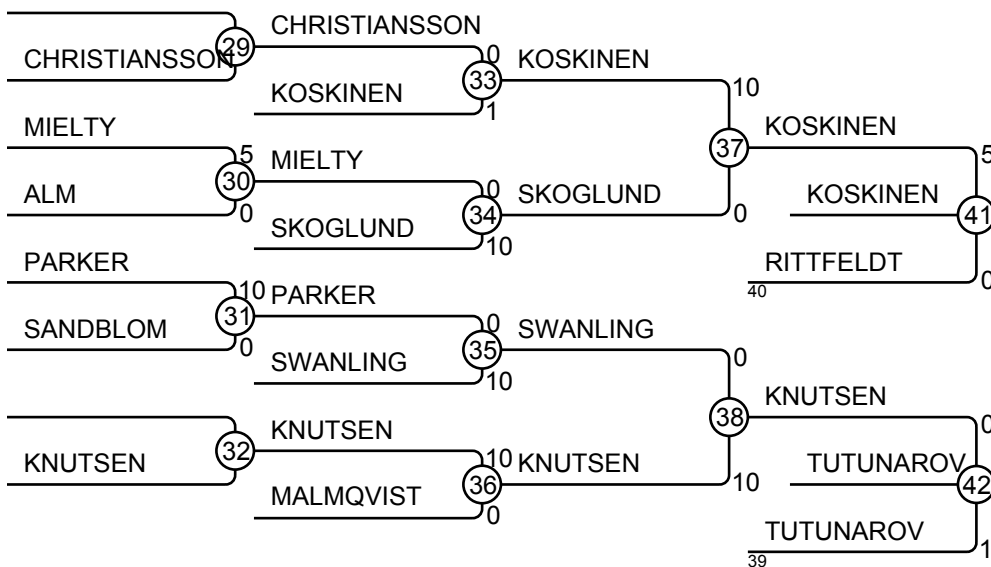 CHRISTIANSSON
29
CHRISTIANSSON
0
33
KOSKINEN
KOSKINEN
1
10
MIELTY
5
30
MIELTY
37
KOSKINEN
5
ALM
0
0
34
SKOGLUND
0
KOSKINEN
41
SKOGLUND
10
PARKER
10
31
PARKER
RITTFELDT
40
0
SANDBLOM
0
0
35
SWANLING
0
SWANLING
10
38
KNUTSEN
0
32
KNUTSEN
10
KNUTSEN
36
KNUTSEN
10
TUTUNAROV
42
MALMQVIST
0
TUTUNAROV
39
1